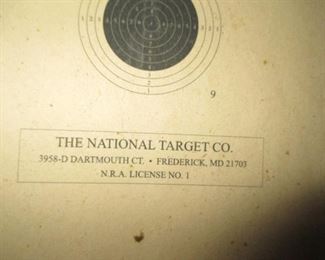 9
THE NATIONAL TARGET CO.
3958-D DARTMOUTH CT. • FREDERICK, MD 21703
N.R.A. LICENSE NO. 1